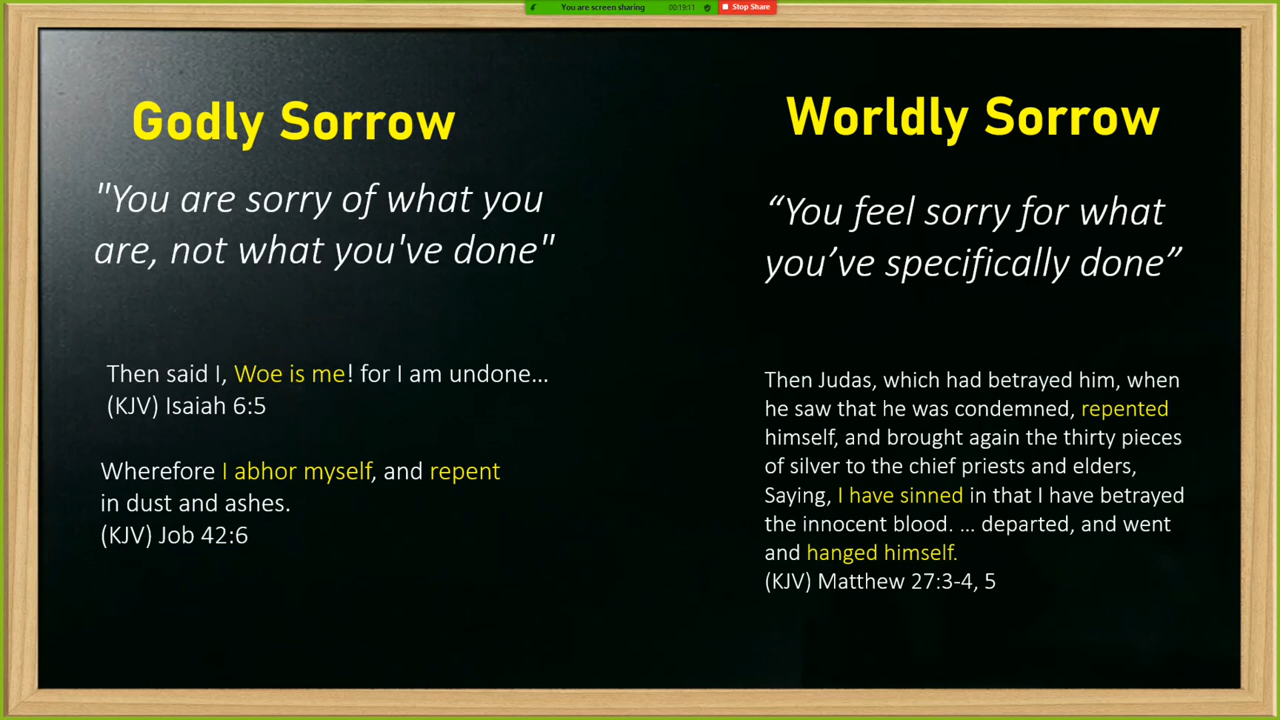 You are screen sharing 00:19:11 Stop Share
Godly Sorrow
"You are sorry of what you
are, not what you've done"
Then said I, Woe is me! for I am undone...
(KJV) Isaiah 6:5
Wherefore I abhor myself, and repent
in dust and ashes.
(KJV) Job 42:6
Worldly Sorrow
“You feel sorry for what
you’ve specifically done”
Then Judas, which had betrayed him, when
he saw that he was condemned, repented
himself, and brought again the thirty pieces
of silver to the chief priests and elders,
Saying, I have sinned in that I have betrayed
the innocent blood. ... departed, and went
and hanged himself.
(KJV) Matthew 27:3-4, 5